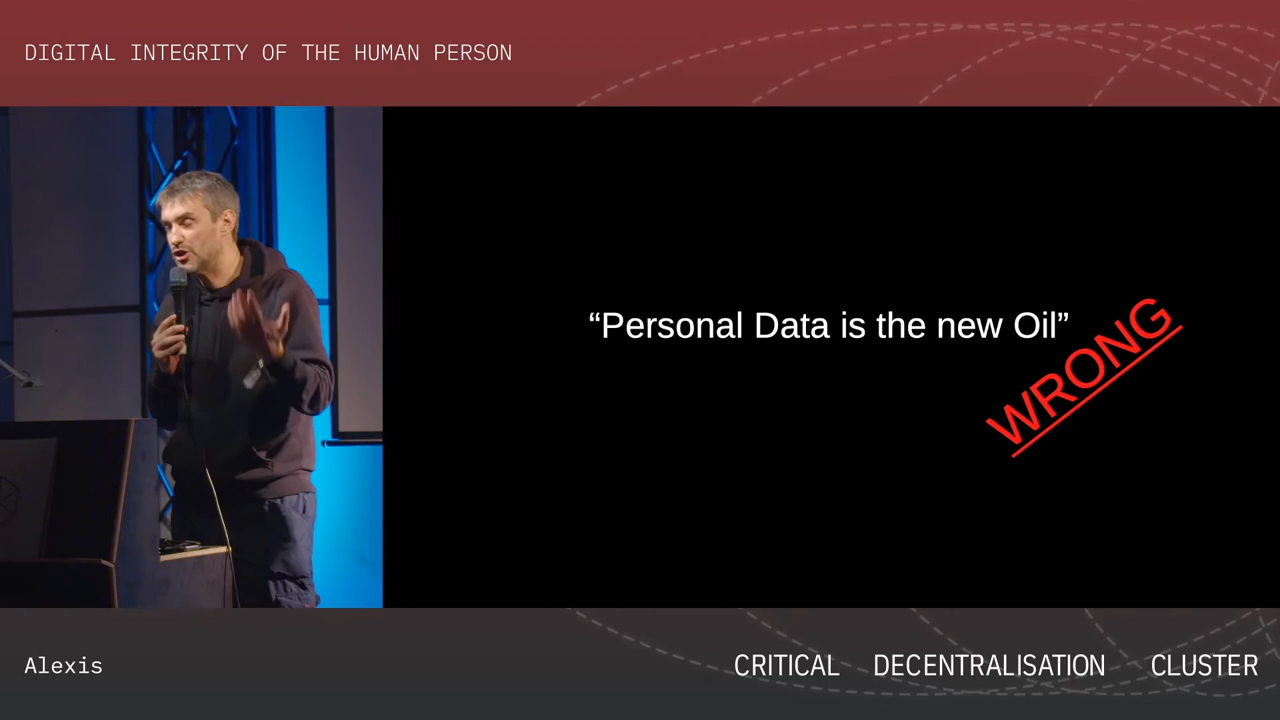 DIGITAL INTEGRITY OF THE HUMAN PERSON
“Personal Data is the new Oil”
WRONG
Alexis
CRITICAL DECENTRALISATION CLUSTER